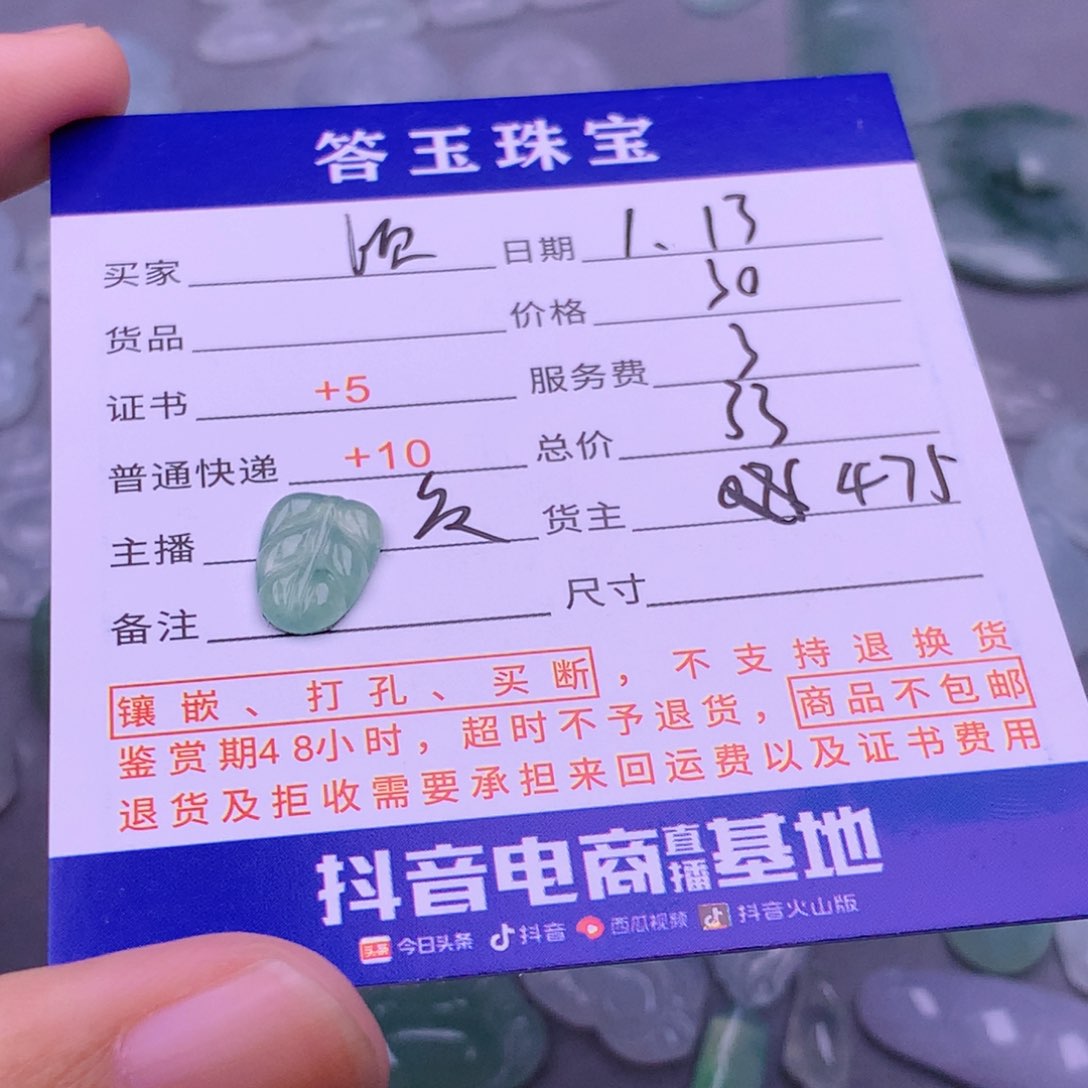 答玉珠宝
买家 日期 1.13
货品 价格 30
证书 +5 服务费 3
普通快递 +10 总价 33
主播 货主 475
备注 尺寸
镶嵌、打孔、买断，不支持退换货
鉴赏期48小时，超时不予退货，商品不包邮
退货及拒收需要承担来回运费以及证书费用
抖音电商直播基地
头条 今日头条 抖音 西瓜视频 抖音火山版